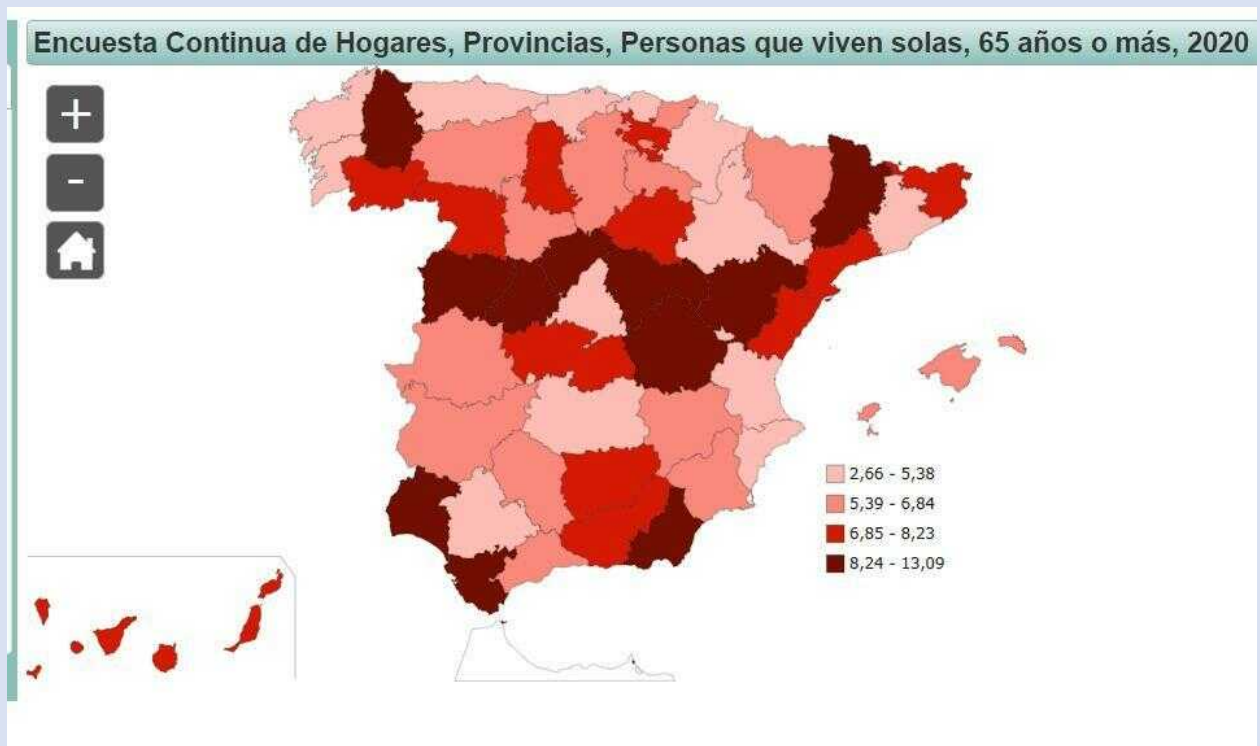 Encuesta Continua de Hogares, Provincias, Personas que viven solas, 65 años o más, 2020
+
-
2,66 - 5,38
5,39 - 6,84
6,85 - 8,23
8,24 - 13,09